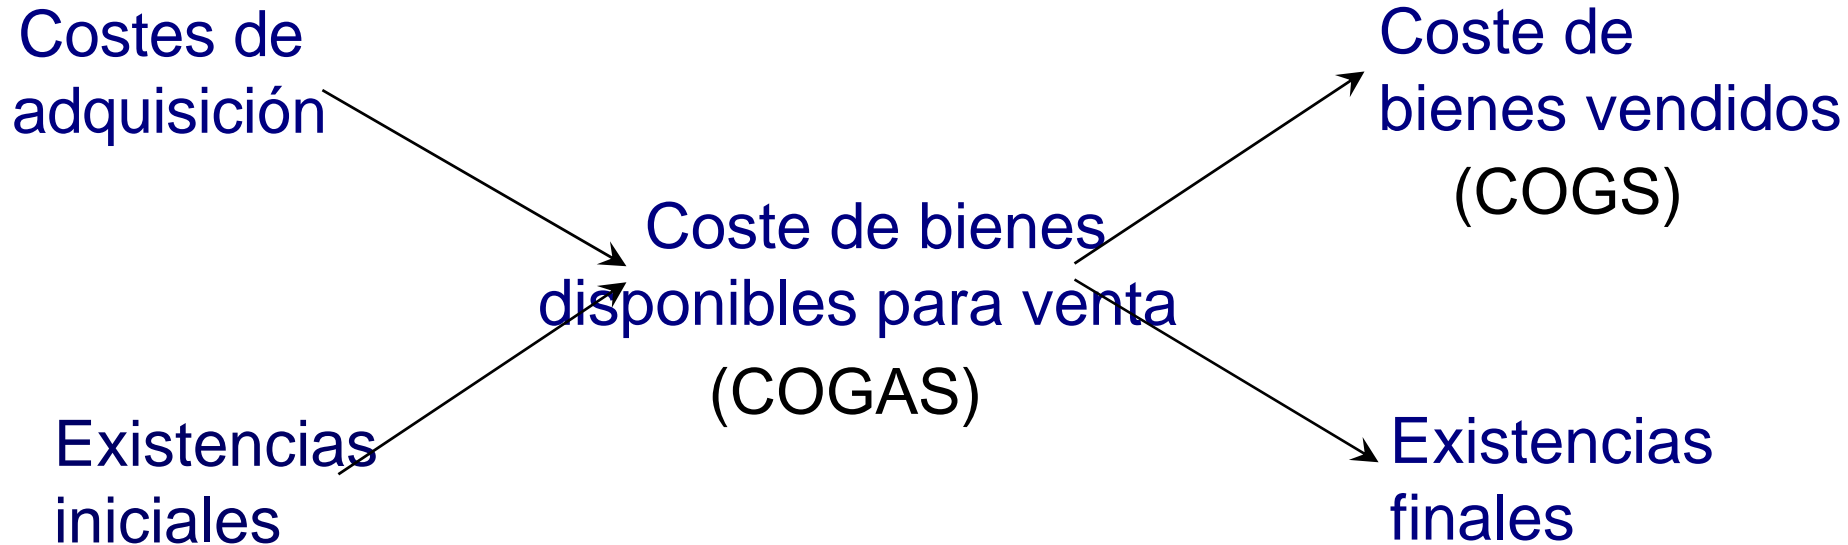 Costes de
adquisición
Existencias
iniciales
Coste de bienes
disponibles para venta
(COGAS)
Coste de
bienes vendidos
(COGS)
Existencias
finales